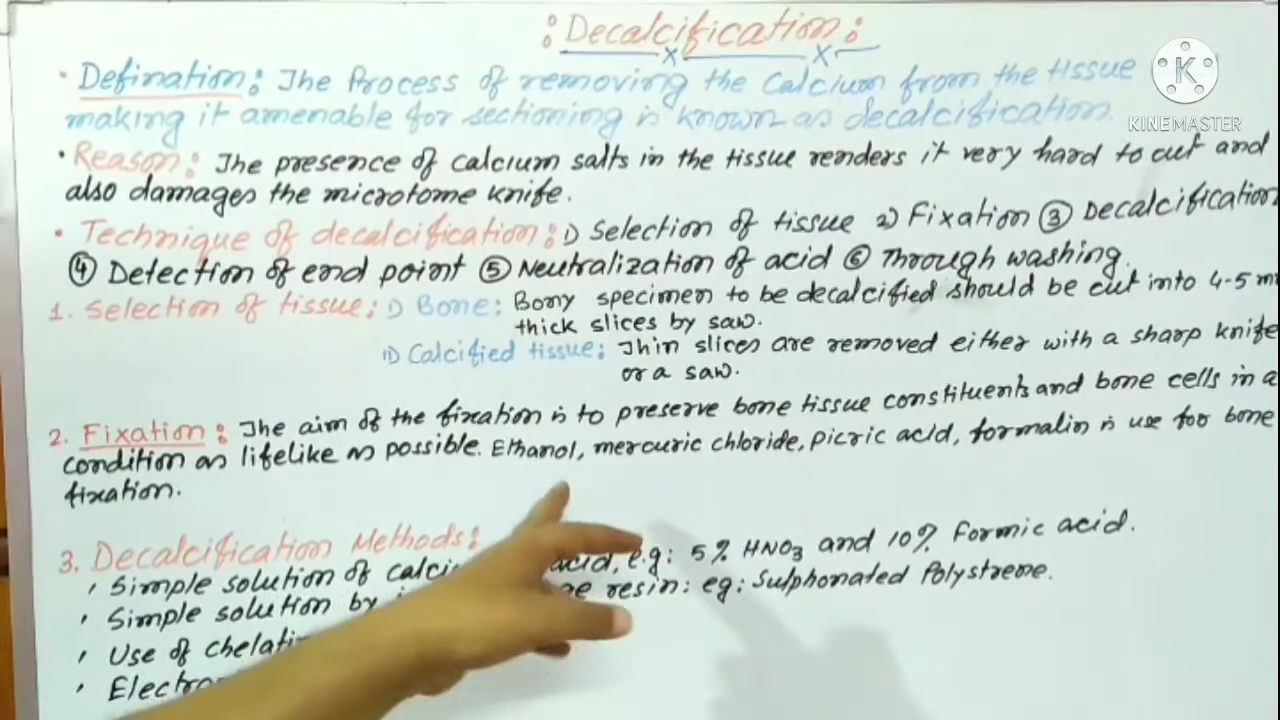 : Decalcification :
K
KINEMASTER
• Defination: The Process of removing the Calcium from the tissue
making it amenable for sectioning is known as decalcification.
• Reason: The presence of calcium salts in the tissue renders it very hard to cut and
also damages the microtome knife.
• Technique of decalcification: 1) Selection of tissue 2) Fixation ③ Decalcification
④ Detection of end point ⑤ Neutralization of acid ⑥ Through washing.
1. Selection of tissue: i) Bone: Bony specimen to be decalcified should be cut into 4-5
thick slices by saw.
ii) Calcified tissue: Thin slices are removed either with a sharp knife
or a saw.
2. Fixation: The aim of the fixation is to preserve bone tissue constituents and bone cells in a
condition as lifelike as possible. Ethanol, mercuric chloride, picric acid, formalin is use for bone
fixation.
3. Decalcification Methods:
, Simple solution of acid, e.g: 5% HNO3 and 10% Formic acid.
, Simple solution by resin: eg: Sulphonated Polystreme.
, Use of
,